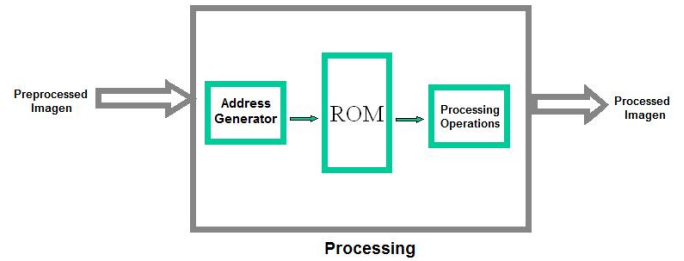 Preprocessed
Imagen
Address
Generator
ROM
Processing
Operations
Processed
Imagen
Processing